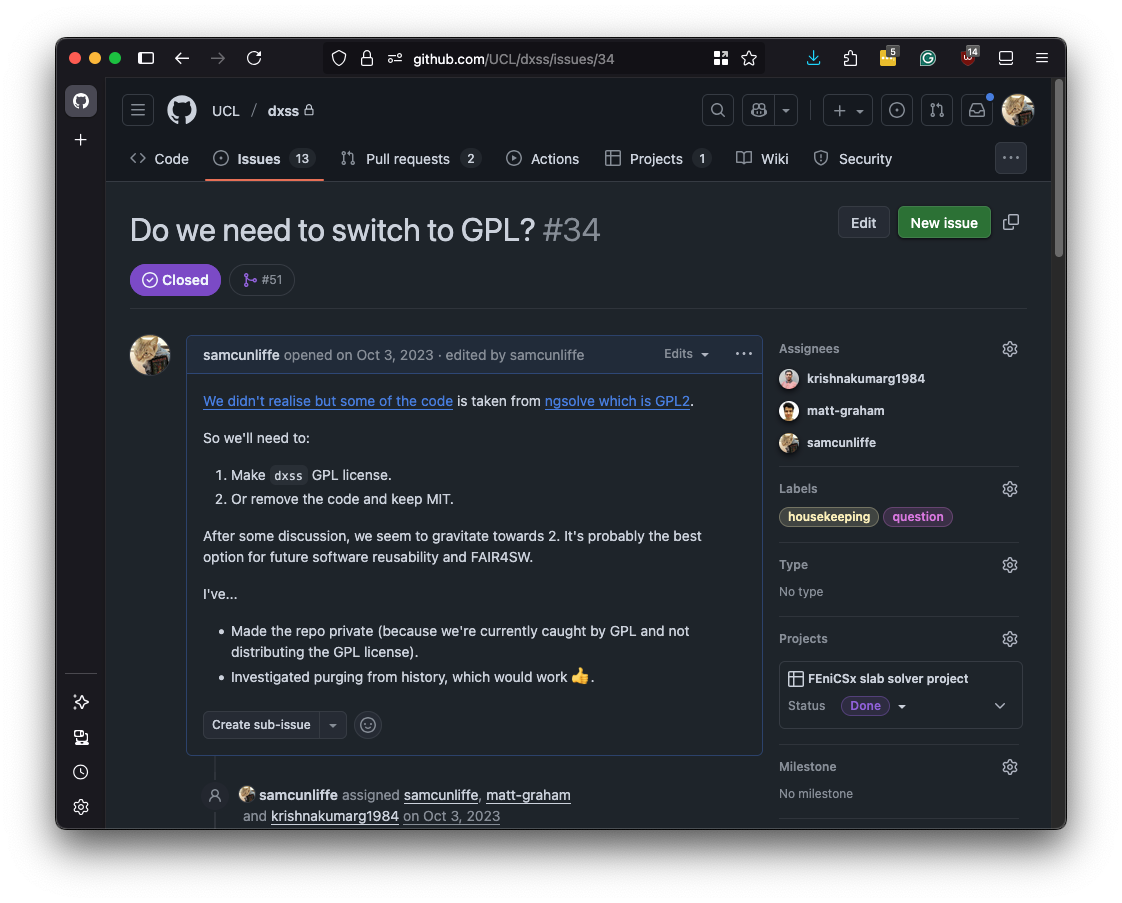 github.com/UCL/dxss/issues/34
5
14
UCL / dxss
Code
Issues 13
Pull requests 2
Actions
Projects 1
Wiki
Security
Do we need to switch to GPL? #34
Edit
New issue
Closed
#51
samcunliffe opened on Oct 3, 2023 · edited by samcunliffe
Edits
We didn't realise but some of the code is taken from ngsolve which is GPL2.
So we'll need to:
1. Make dxss GPL license.
2. Or remove the code and keep MIT.
After some discussion, we seem to gravitate towards 2. It's probably the best
option for future software reusability and FAIR4SW.
I've...
• Made the repo private (because we're currently caught by GPL and not
distributing the GPL license).
• Investigated purging from history, which would work 👍.
Create sub-issue
samcunliffe assigned samcunliffe, matt-graham
and krishnakumarg1984 on Oct 3, 2023
Assignees
krishnakumarg1984
matt-graham
samcunliffe
Labels
housekeeping
question
Type
No type
Projects
FEniCSx slab solver project
Status Done
Milestone
No milestone